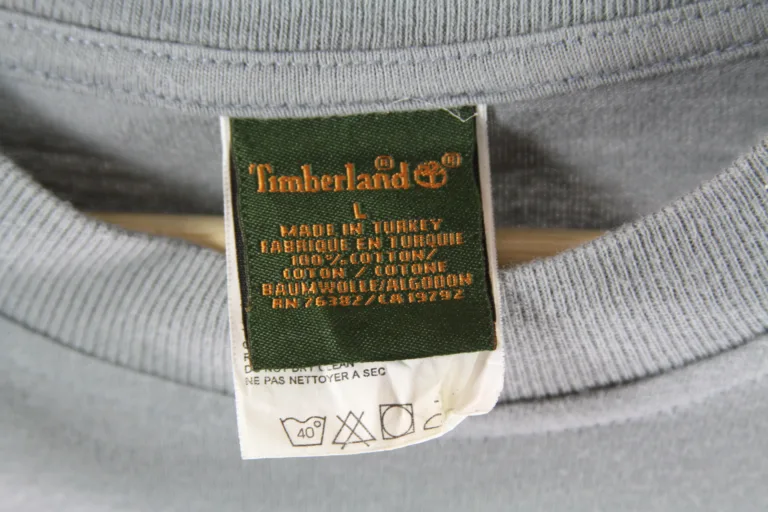 Timberland®
L
MADE IN TURKEY
FABRIQUE EN TURQUIE
100% COTTON/
COTON / COTONE
BAUMWOLLE/ALGODON
RN:76382/CA19792
DO NOT DRY CLEAN
NE PAS NETTOYER A SEC
40°